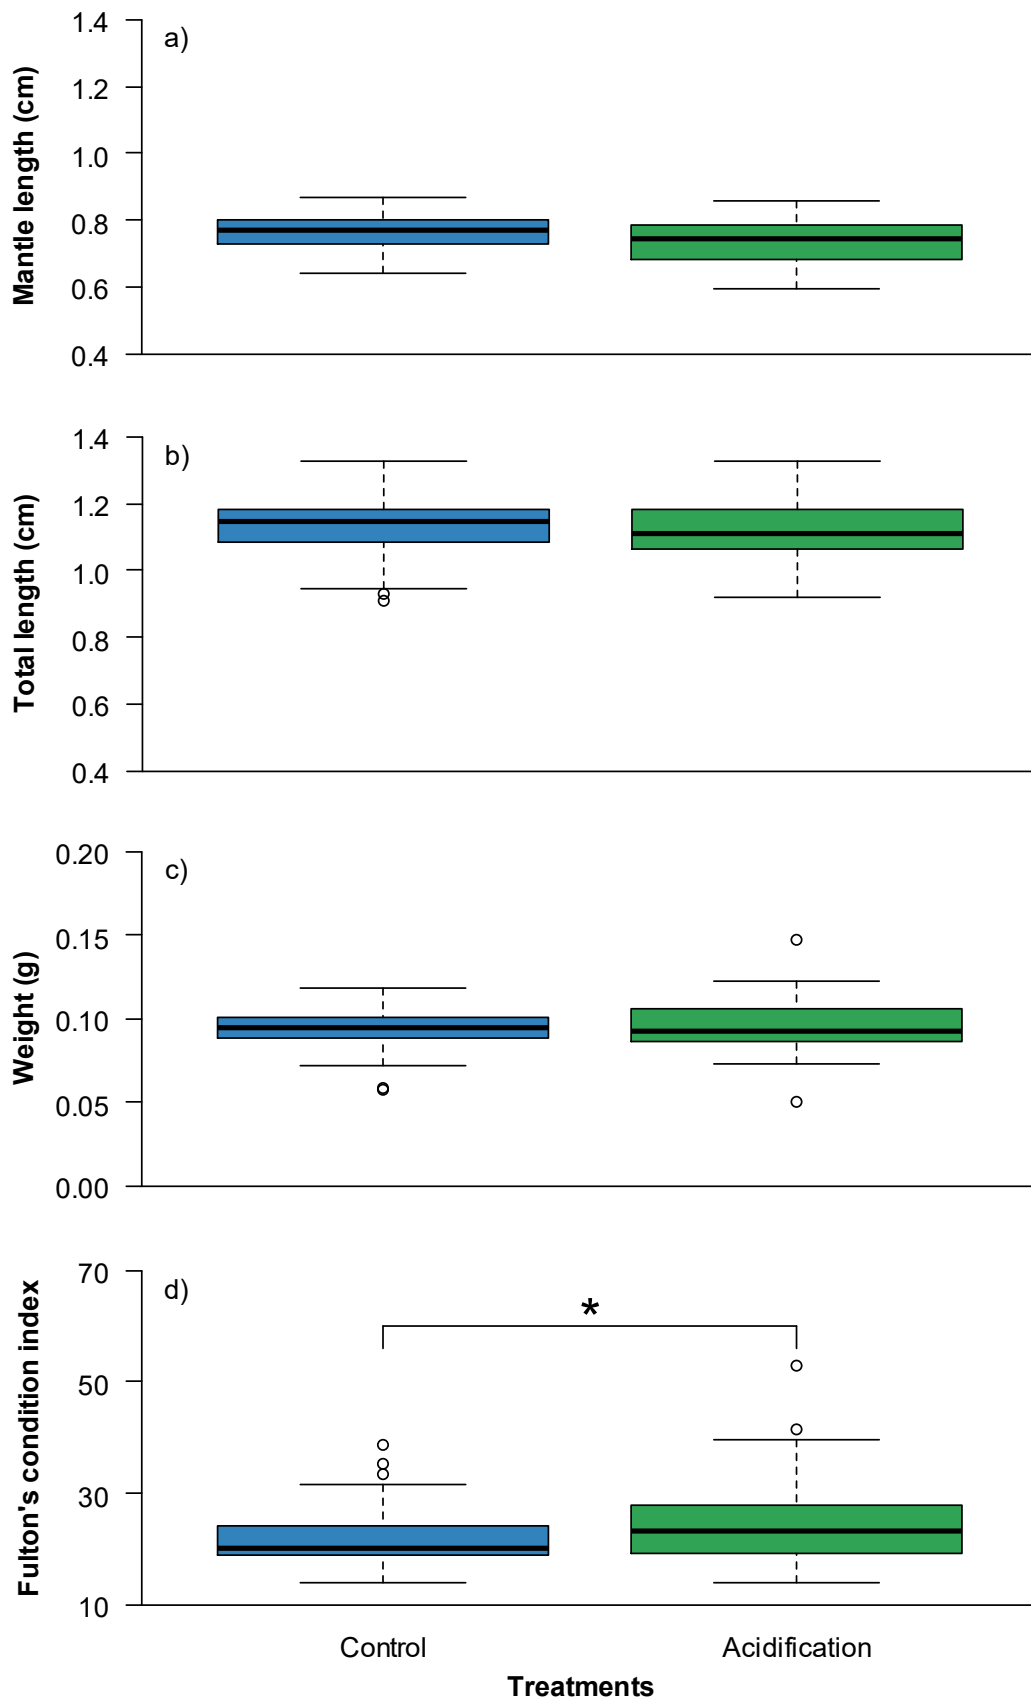 a)
Mantle length (cm)
1.4
1.2
1.0
0.8
0.6
0.4
b)
Total length (cm)
1.4
1.2
1.0
0.8
0.6
0.4
c)
Weight (g)
0.20
0.15
0.10
0.05
0.00
d)
Fulton's condition index
70
50
30
10
*
Control
Acidification
Treatments